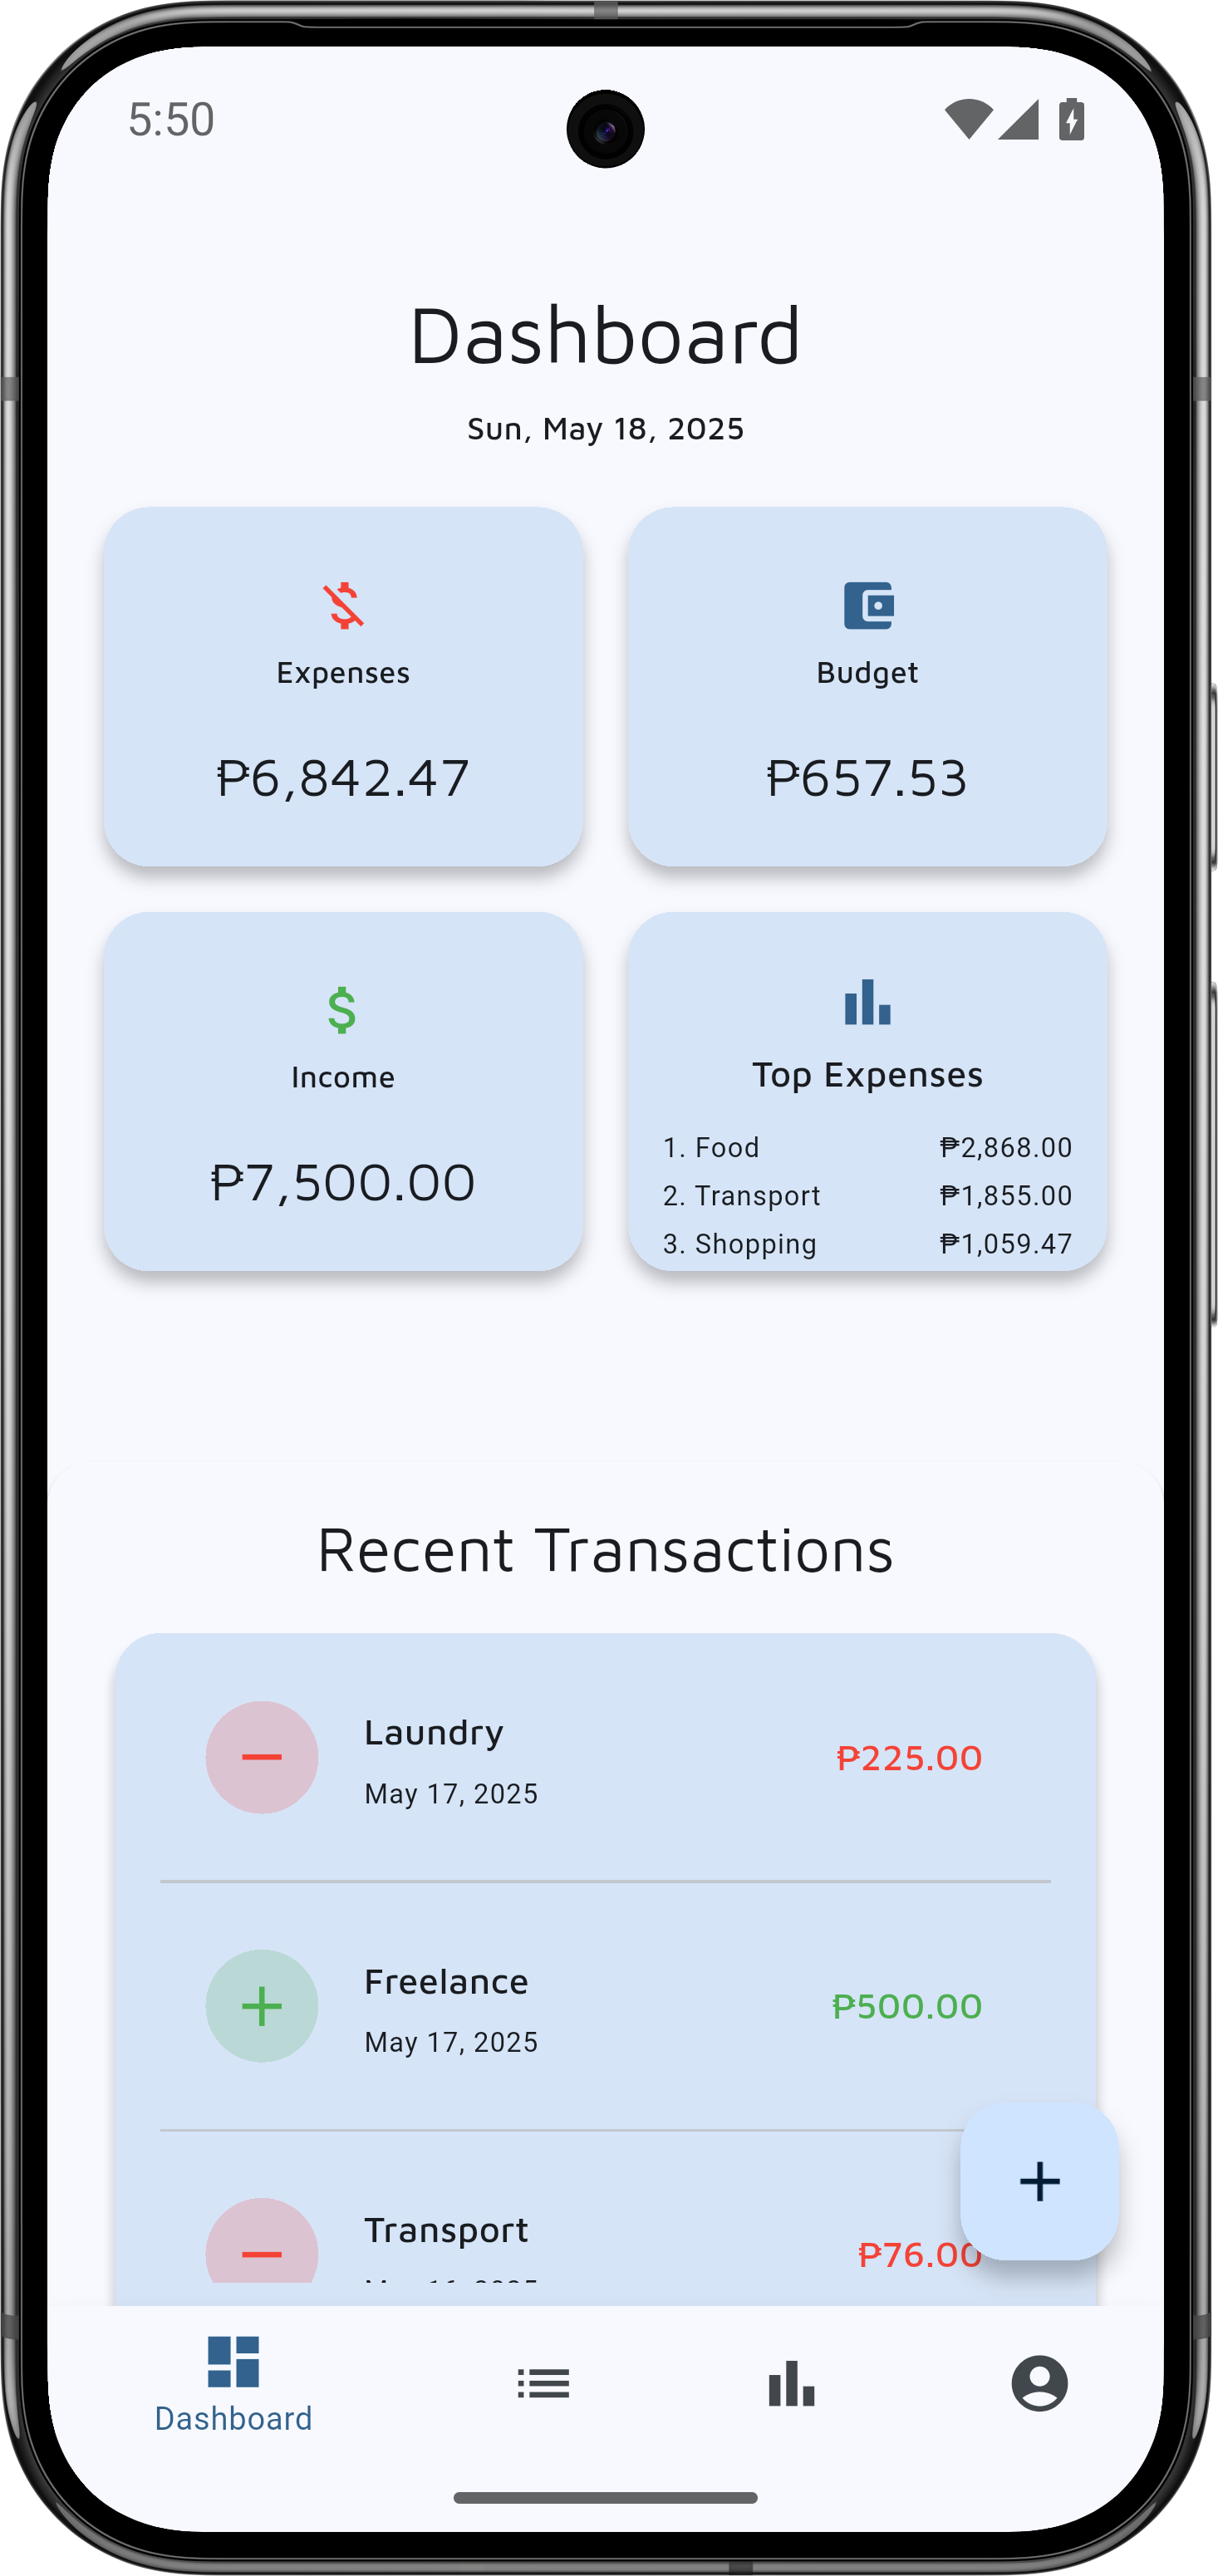 5:50
Dashboard
Sun, May 18, 2025
Expenses
₱6,842.47
Budget
₱657.53
Income
₱7,500.00
Top Expenses
1. Food ₱2,868.00
2. Transport ₱1,855.00
3. Shopping ₱1,059.47
Recent Transactions
Laundry
May 17, 2025
₱225.00
Freelance
May 17, 2025
₱500.00
Transport
₱76.00
Dashboard